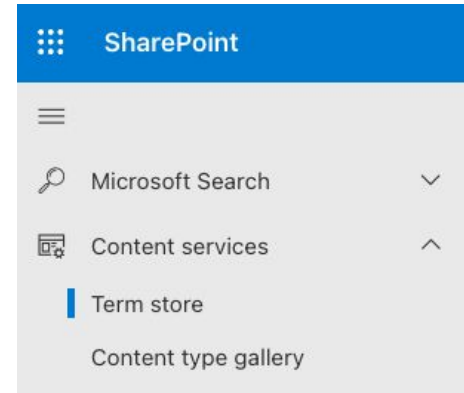 SharePoint
Microsoft Search
Content services
Term store
Content type gallery